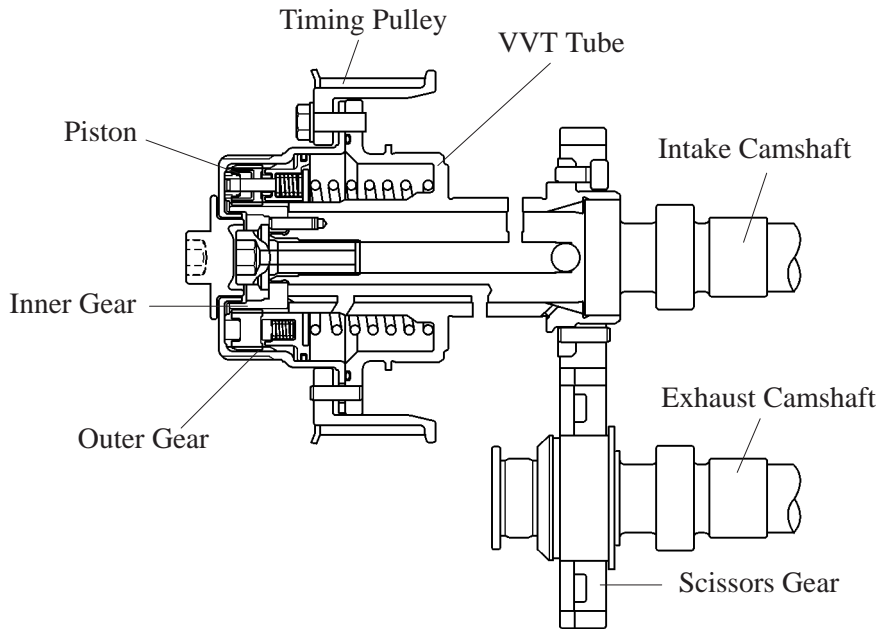 Timing Pulley
VVT Tube
Piston
Intake Camshaft
Inner Gear
Exhaust Camshaft
Outer Gear
Scissors Gear